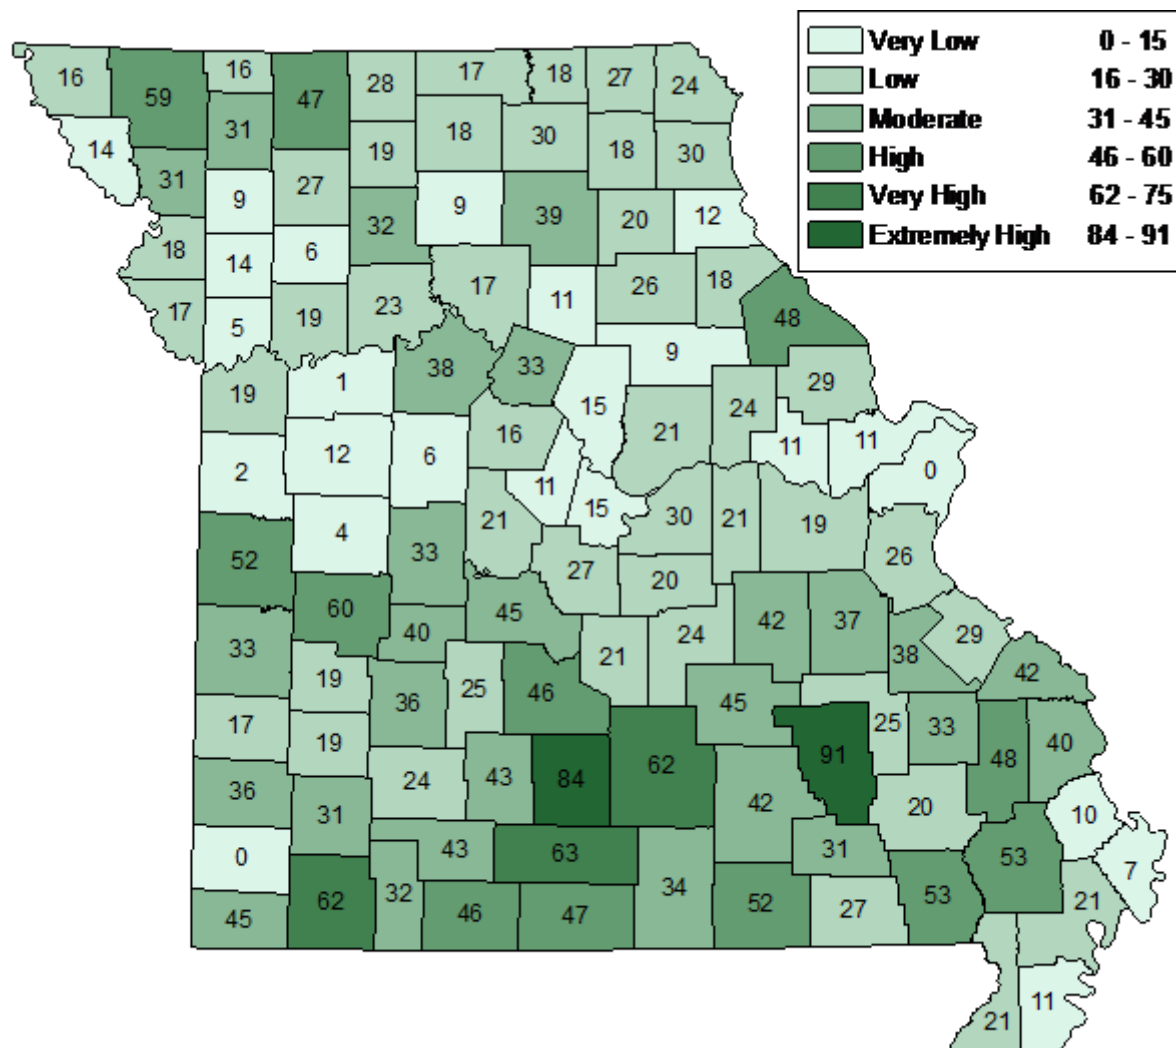 Very Low 0 - 15
Low 16 - 30
Moderate 31 - 45
High 46 - 60
Very High 62 - 75
Extremely High 84 - 91
16 59 16 47 28 17 18 27 24
14 31 31 27 19 18 30 18 30
9 32 9 39 20 12
18 14 6 17 11 26 18
17 5 19 23 48
19 1 38 33 9 29
15 24
2 12 6 16 21 11 11 0
11 15
4 21 30 21 19
52 33 27 20 26
60 45 42 37
33 40 21 24 38 29
19 36 25 46 42
17 19 45 25 33 48 40
36 24 43 84 62 91
31 42 20 10
0 43 63 31 53 7
62 32 34
45 46 47 52 27 53 21
21 11